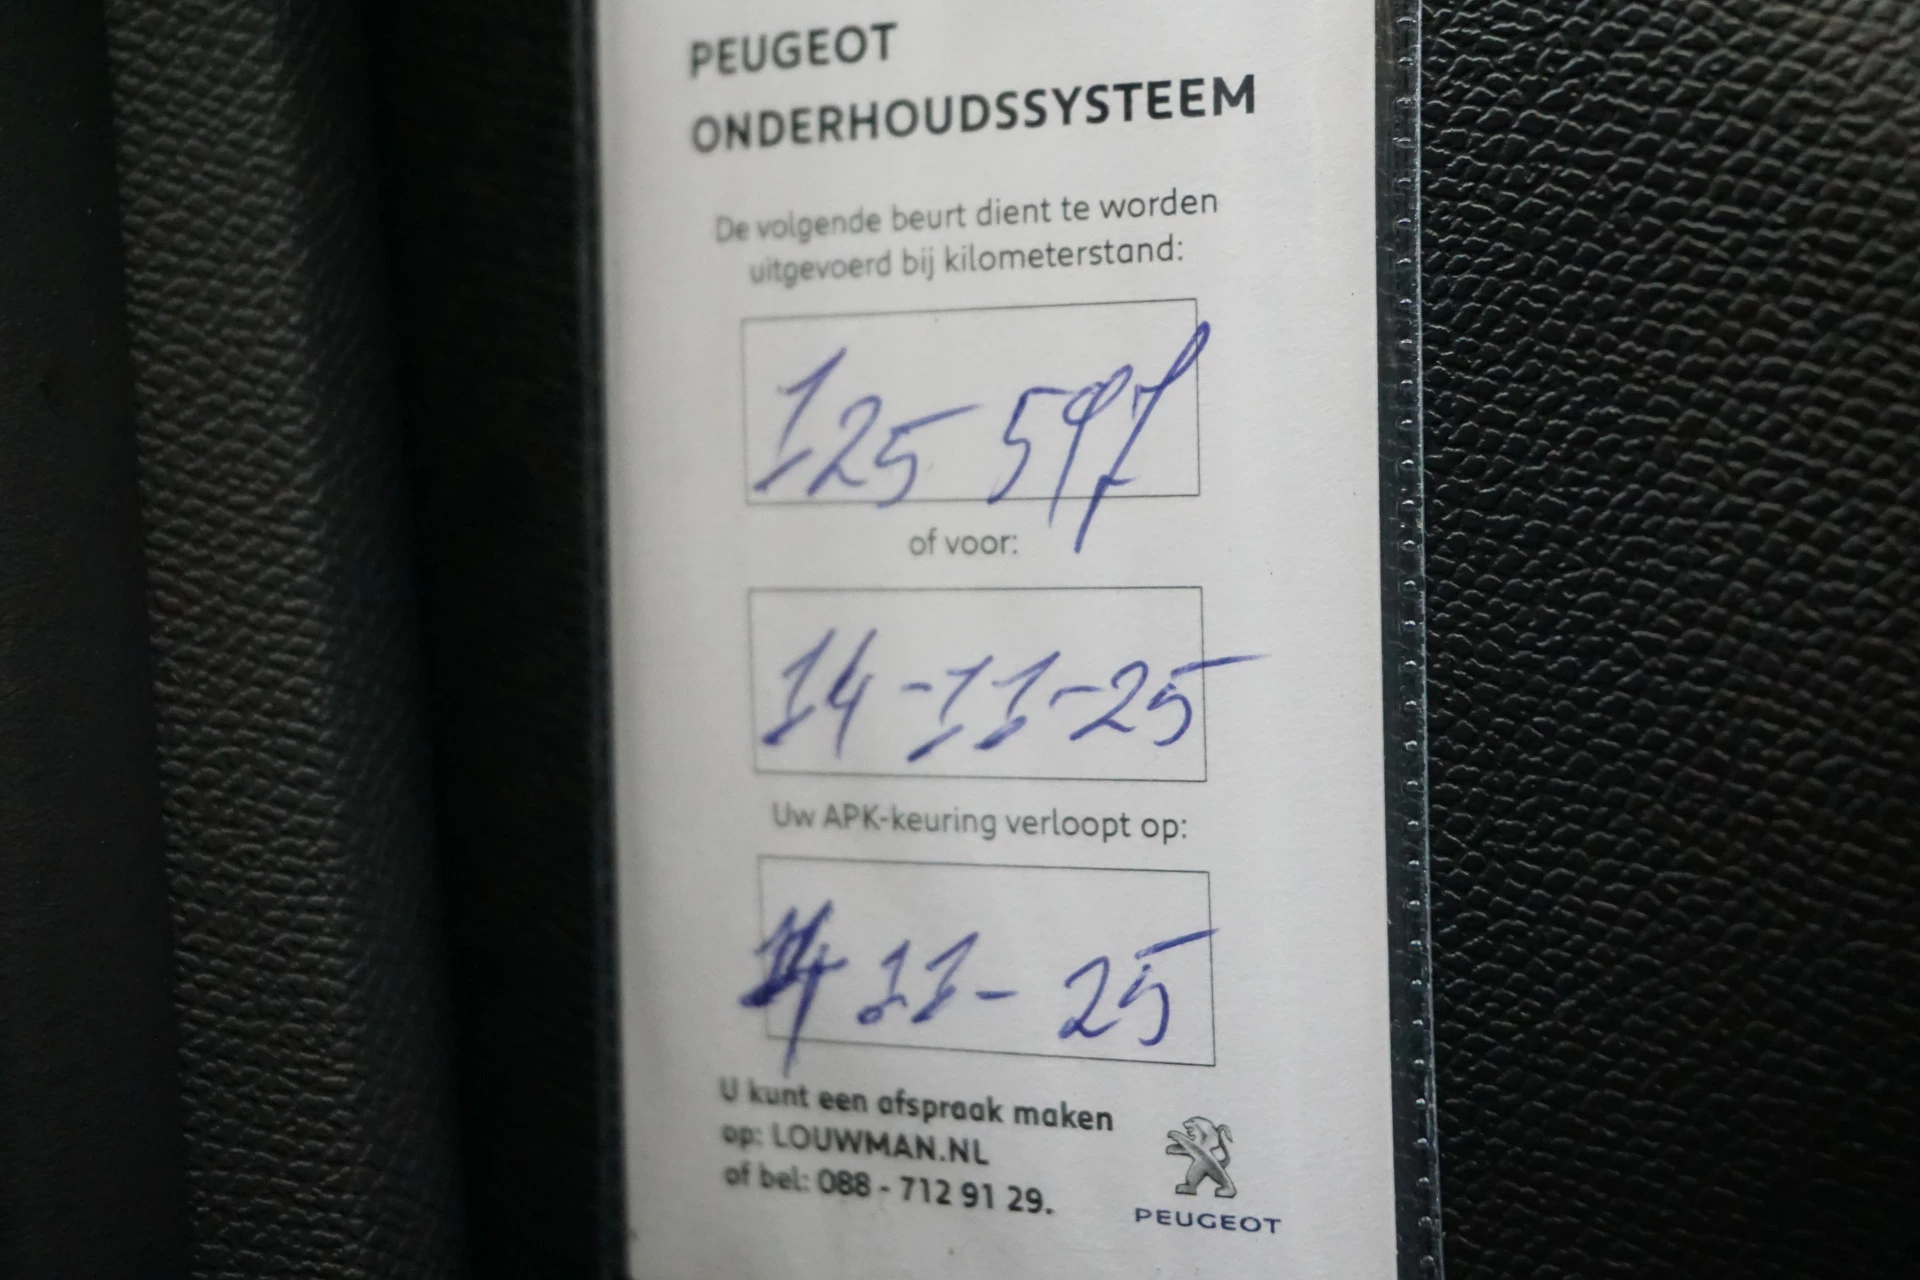 PEUGEOT
ONDERHOUDSSYSTEEM
De volgende beurt dient te worden
uitgevoerd bij kilometerstand:
125 597
of voor:
14-11-25
Uw APK-keuring verloopt op:
14 11-25
U kunt een afspraak maken
op: LOUWMAN.NL
of bel: 088 - 712 91 29.
PEUGEOT